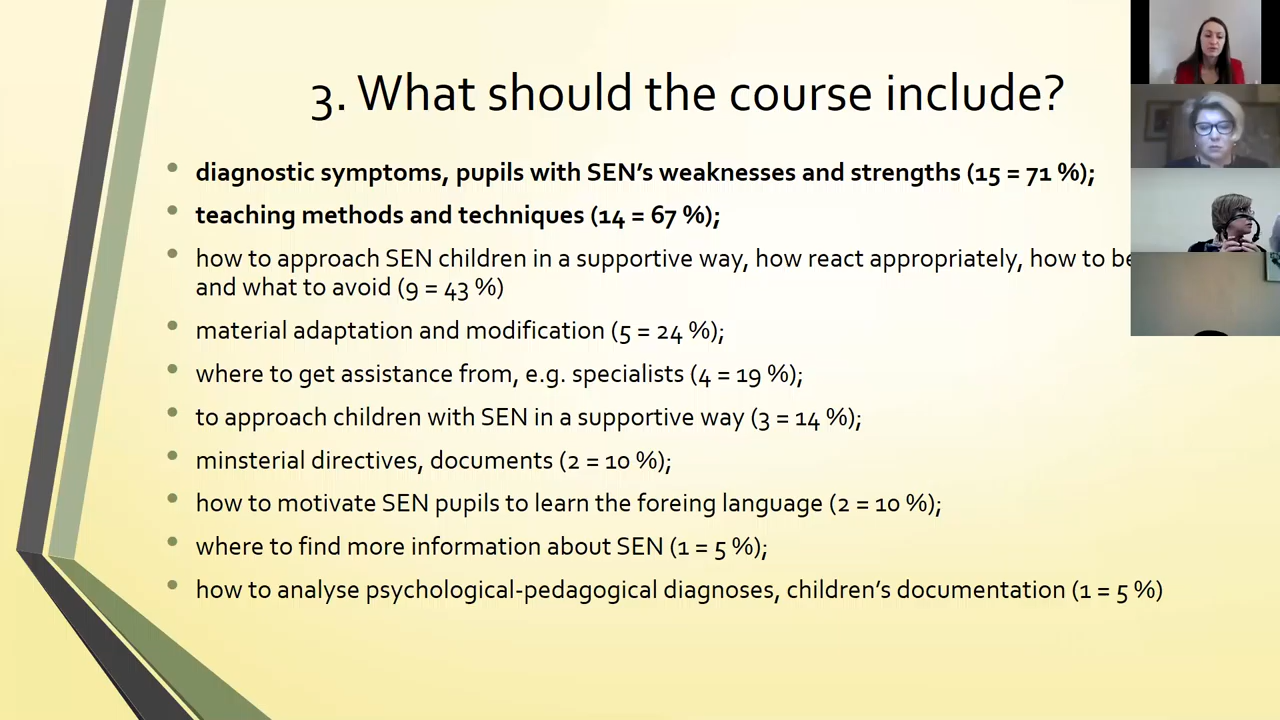 3. What should the course include?
• diagnostic symptoms, pupils with SEN’s weaknesses and strengths (15 = 71 %);
• teaching methods and techniques (14 = 67 %);
• how to approach SEN children in a supportive way, how react appropriately, how to
and what to avoid (9 = 43 %)
• material adaptation and modification (5 = 24 %);
• where to get assistance from, e.g. specialists (4 = 19 %);
• to approach children with SEN in a supportive way (3 = 14 %);
• minsterial directives, documents (2 = 10 %);
• how to motivate SEN pupils to learn the foreing language (2 = 10 %);
• where to find more information about SEN (1 = 5 %);
• how to analyse psychological-pedagogical diagnoses, children’s documentation (1 = 5 %)